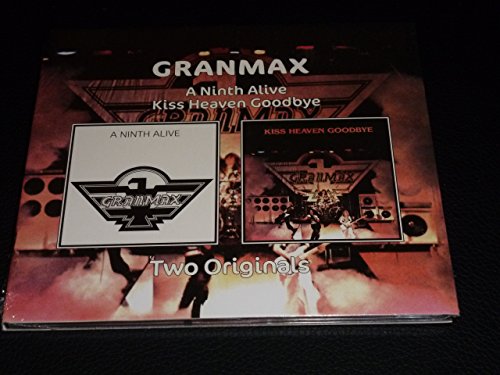 GRANMAX
A Ninth Alive
Kiss Heaven Goodbye
A NINTH ALIVE
GRANMAX
KISS HEAVEN GOODBYE
GRANMAX
Two Originals